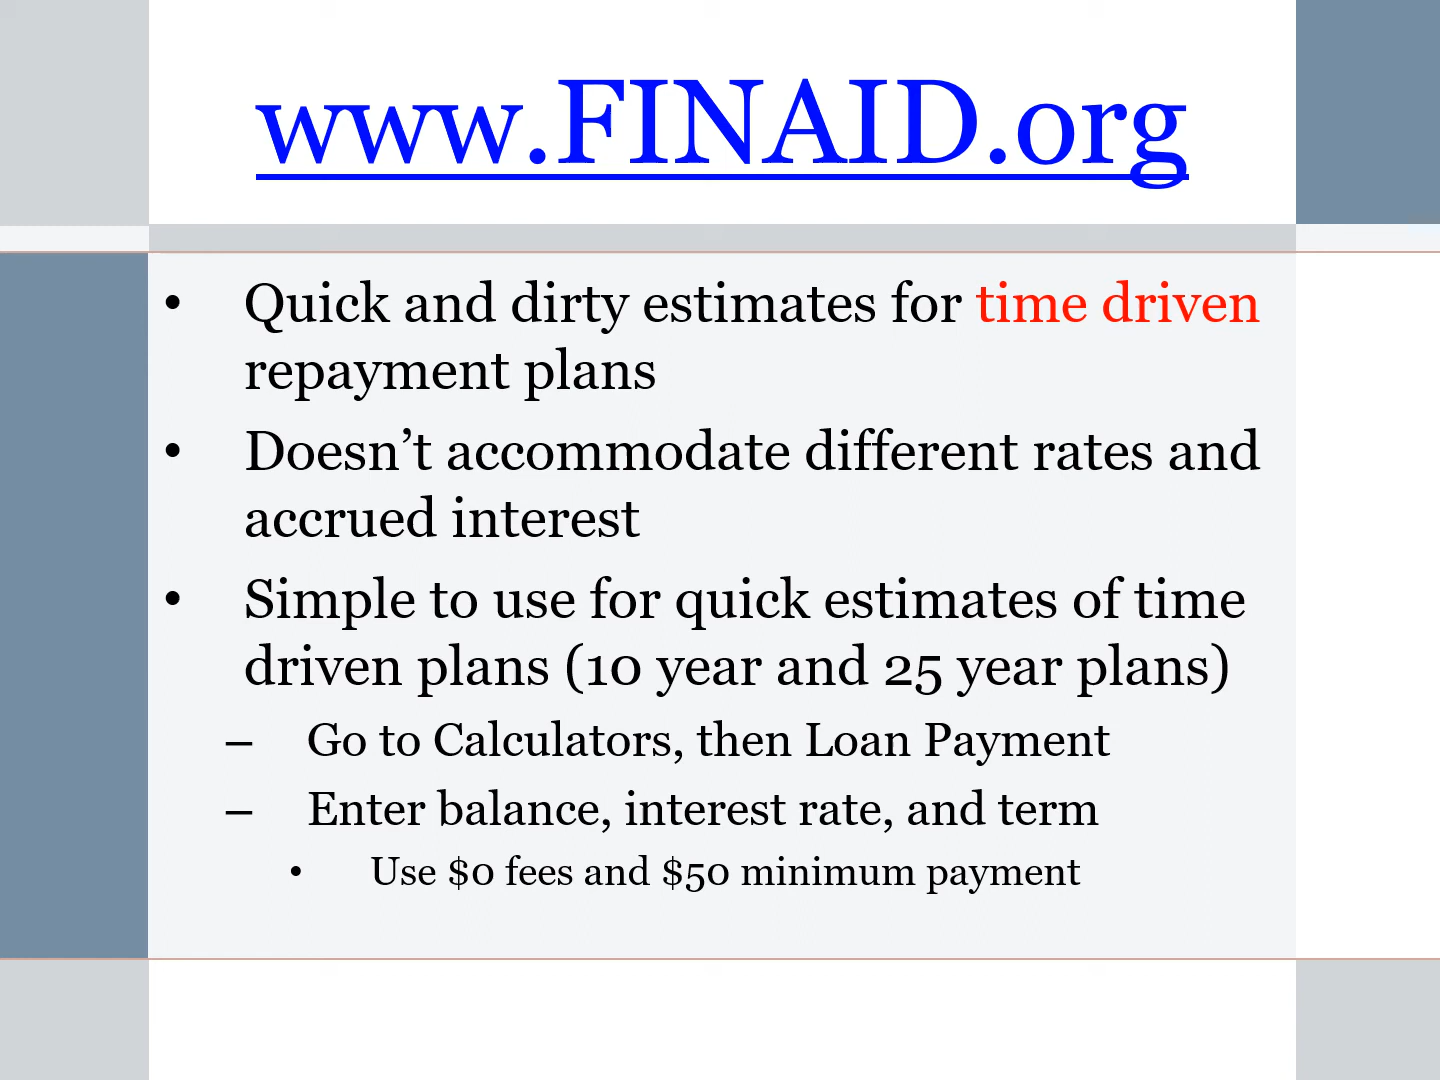 www.FINAID.org
• Quick and dirty estimates for time driven
repayment plans
• Doesn’t accommodate different rates and
accrued interest
• Simple to use for quick estimates of time
driven plans (10 year and 25 year plans)
– Go to Calculators, then Loan Payment
– Enter balance, interest rate, and term
• Use $0 fees and $50 minimum payment